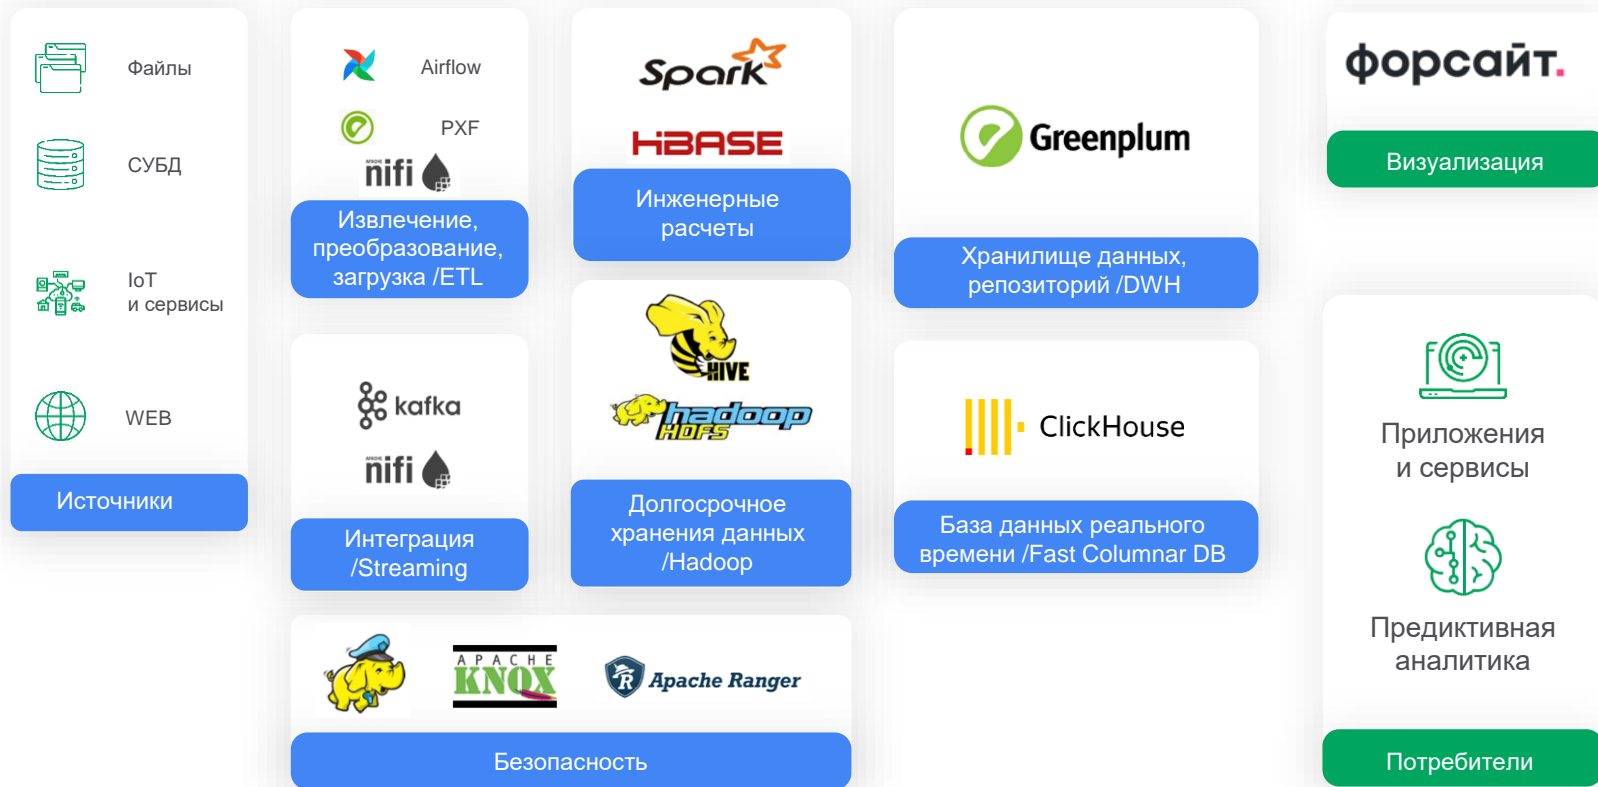 Файлы
СУБД
IoT
и сервисы
WEB
Источники
Airflow
PXF
nifi
Извлечение,
преобразование,
загрузка /ETL
kafka
nifi
Интеграция
/Streaming
Spark
HBASE
Инженерные
расчеты
HIVE
hadoop
HDFS
Долгосрочное
хранения данных
/Hadoop
APACHE
KNOX
Apache Ranger
Безопасность
Greenplum
Хранилище данных,
репозиторий /DWH
ClickHouse
База данных реального
времени /Fast Columnar DB
форсайт.
Визуализация
Приложения
и сервисы
Предиктивная
аналитика
Потребители